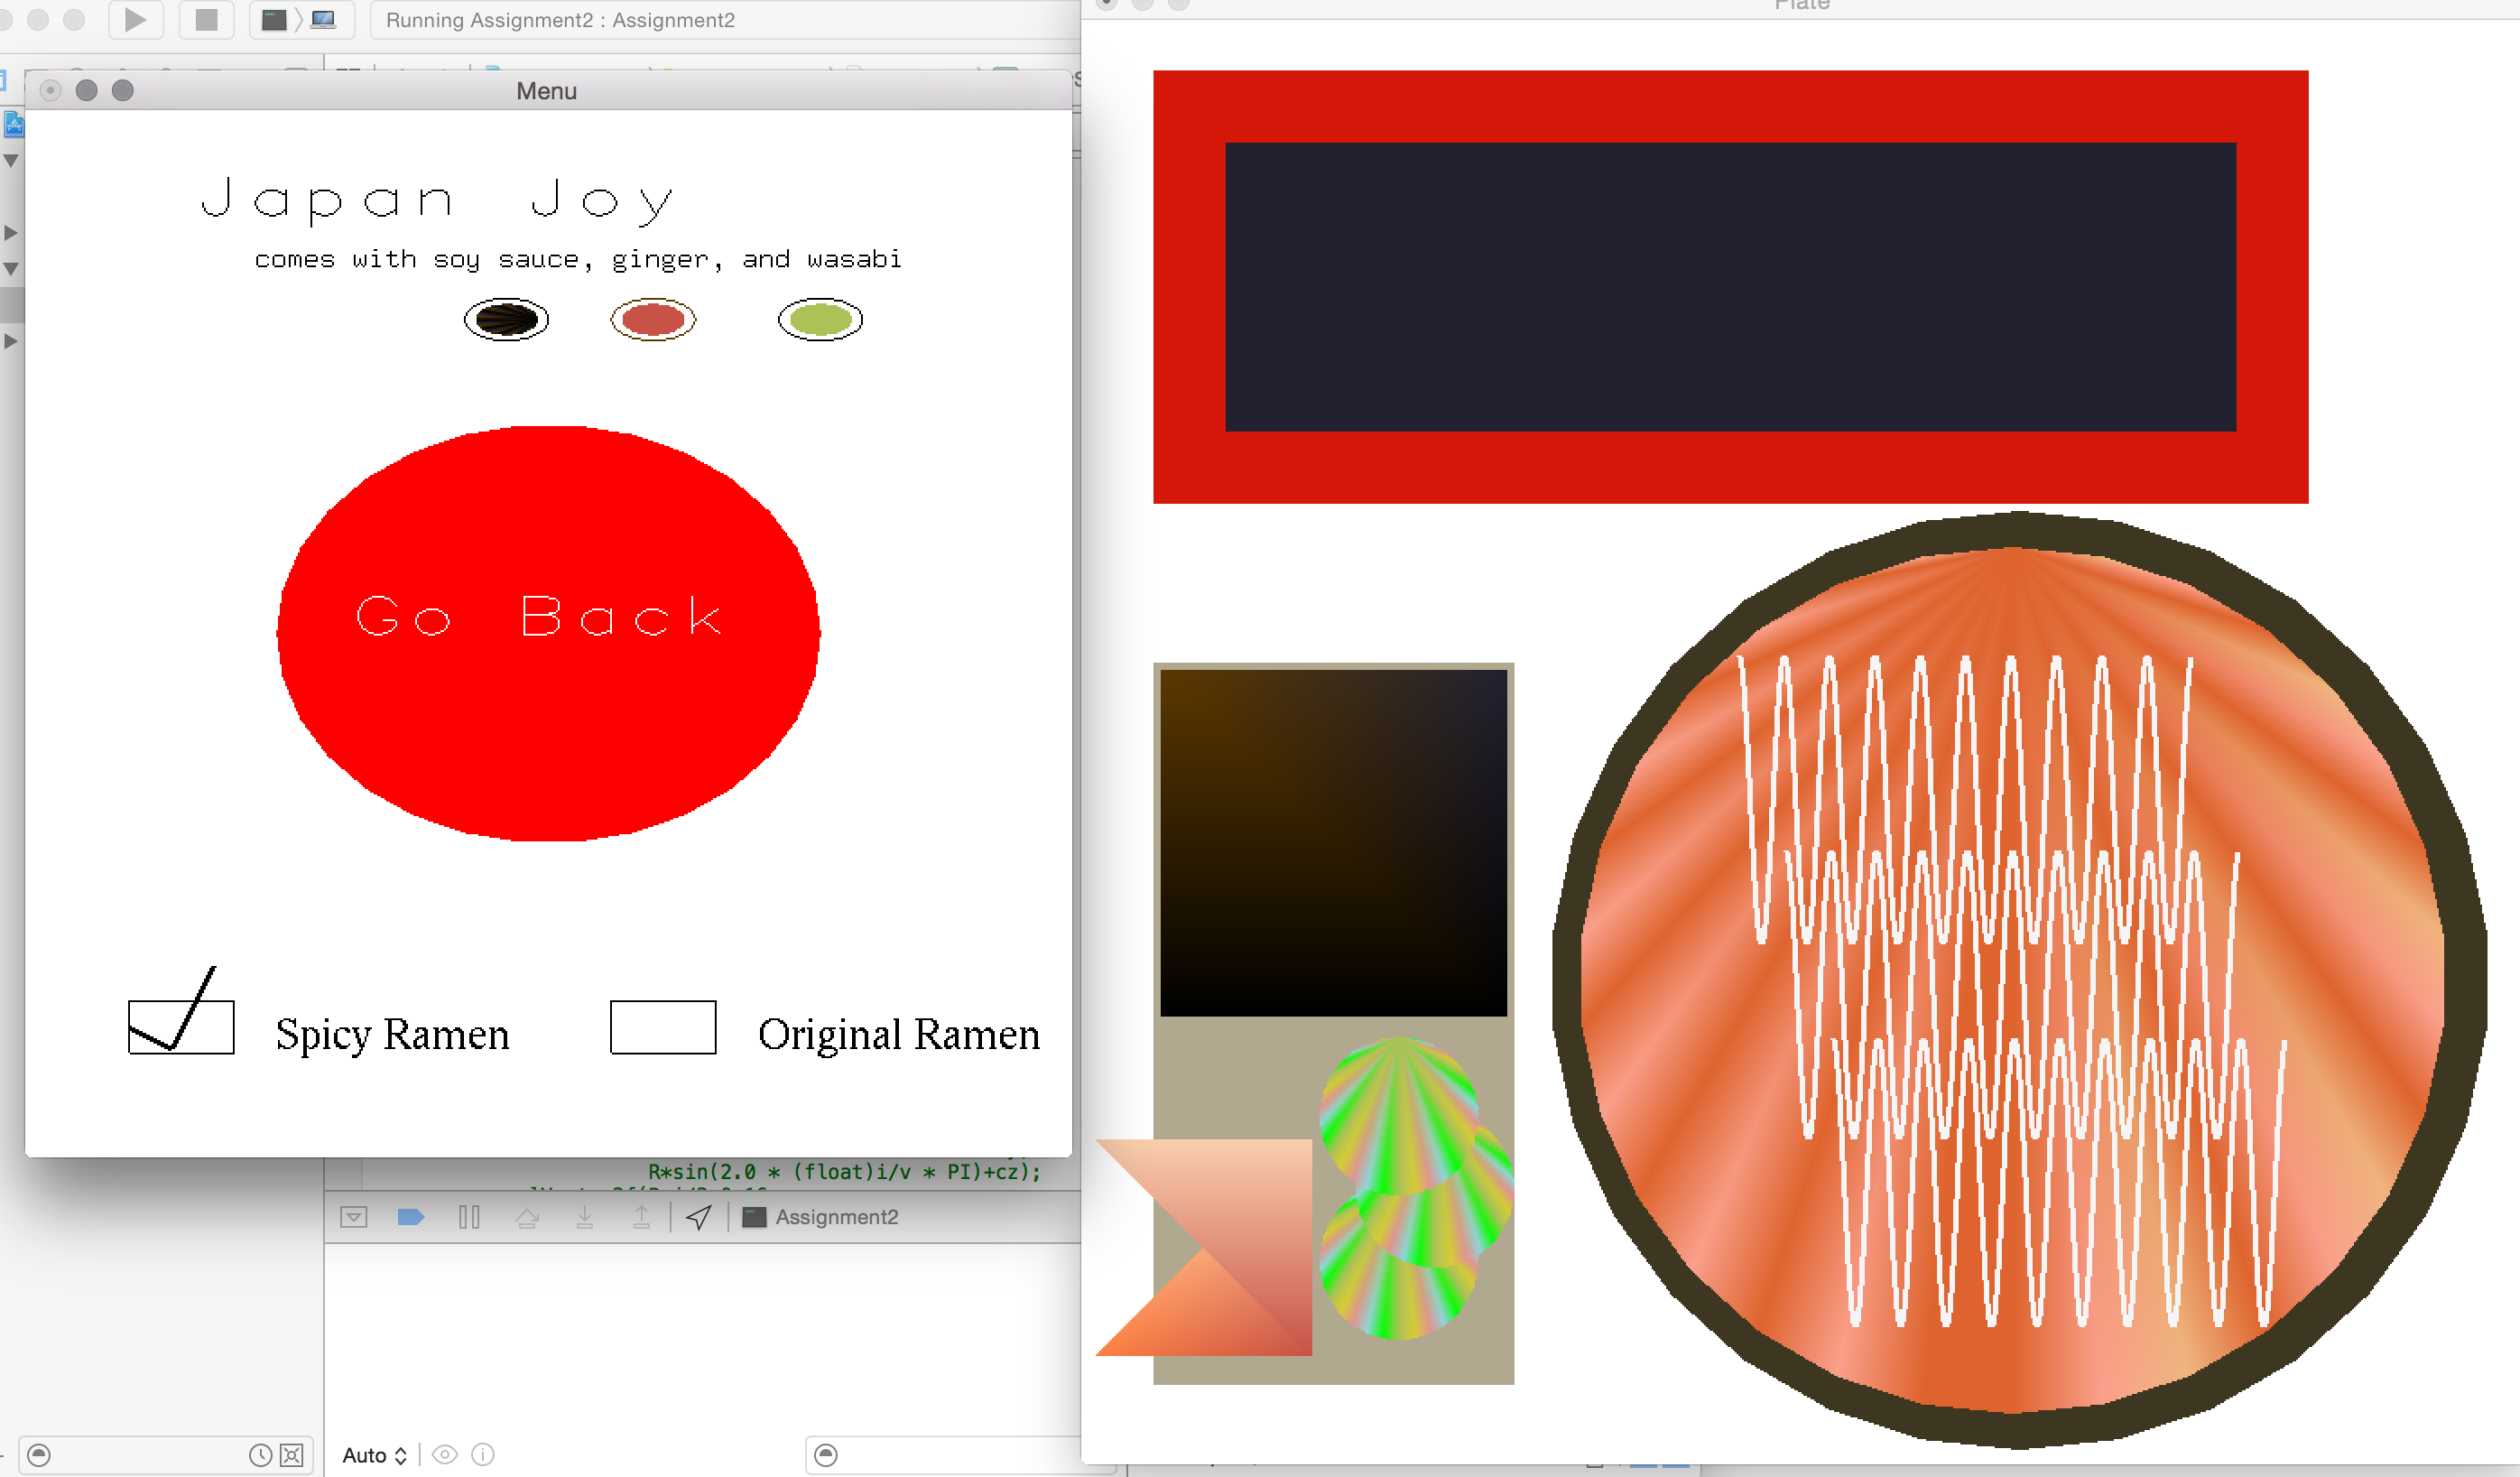 Running Assignment2 : Assignment2
Plate
Menu
Japan Joy
comes with soy sauce, ginger, and wasabi
Go Back
Spicy Ramen
Original Ramen
R*sin(2.0 * (float)i/v * PI)+cz);
Assignment2
Auto